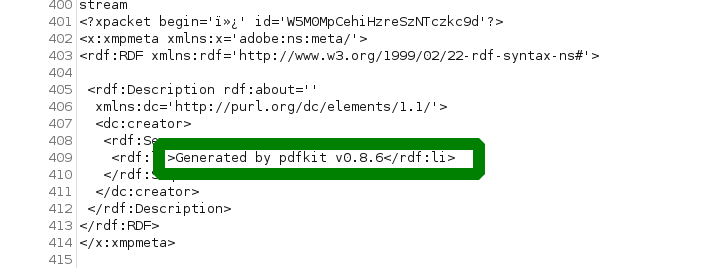 400 stream
401 <?xpacket begin='ï»¿' id='W5M0MpCehiHzreSzNTczkc9d'?>
402 <x:xmpmeta xmlns:x='adobe:ns:meta/'>
403 <rdf:RDF xmlns:rdf='http://www.w3.org/1999/02/22-rdf-syntax-ns#'>
404
405 <rdf:Description rdf:about=''
406 xmlns:dc='http://purl.org/dc/elements/1.1/'>
407 <dc:creator>
408 <rdf:Se
409 <rdf: >Generated by pdfkit v0.8.6</rdf:li>
410 </rdf:S
411 </dc:creator>
412 </rdf:Description>
413 </rdf:RDF>
414 </x:xmpmeta>
415